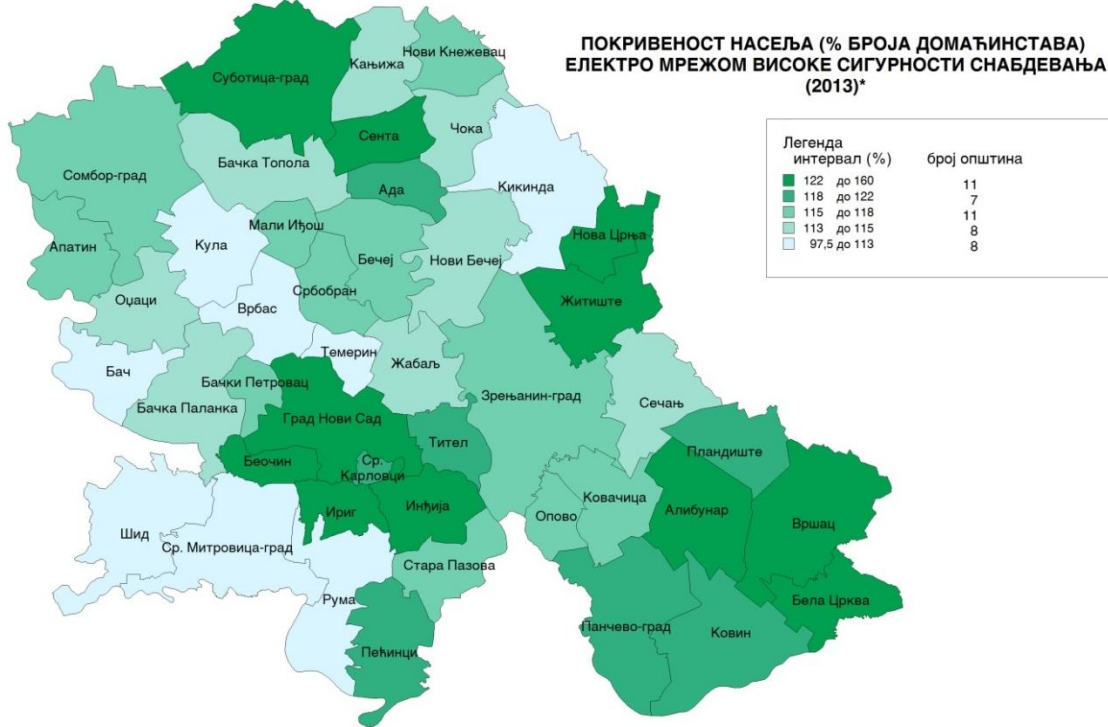 ПОКРИВЕНОСТ НАСЕЉА (% БРОЈА ДОМАЋИНСТАВА)
ЕЛЕКТРО МРЕЖОМ ВИСОКЕ СИГУРНОСТИ СНАБДЕВАЊА
(2013)*
Легенда
интервал (%) број општина
122 до 160 11
118 до 122 7
115 до 118 11
113 до 115 8
97,5 до 113 8
Суботица-град
Кањижа
Нови Кнежевац
Сента
Чока
Бачка Топола
Сомбор-град
Ада
Кикинда
Мали Иђош
Апатин
Кула
Бечеј
Нови Бечеј
Нова Црња
Србобран
Оџаци
Житиште
Врбас
Темерин
Жабаљ
Бач
Бачки Петровац
Бачка Паланка
Зрењанин-град
Сечањ
Град Нови Сад
Тител
Пландиште
Беочин
Ср.
Карловци
Ириг
Инђија
Опово
Ковачица
Алибунар
Вршац
Шид
Ср. Митровица-град
Стара Пазова
Рума
Бела Црква
Панчево-град
Ковин
Пећинци